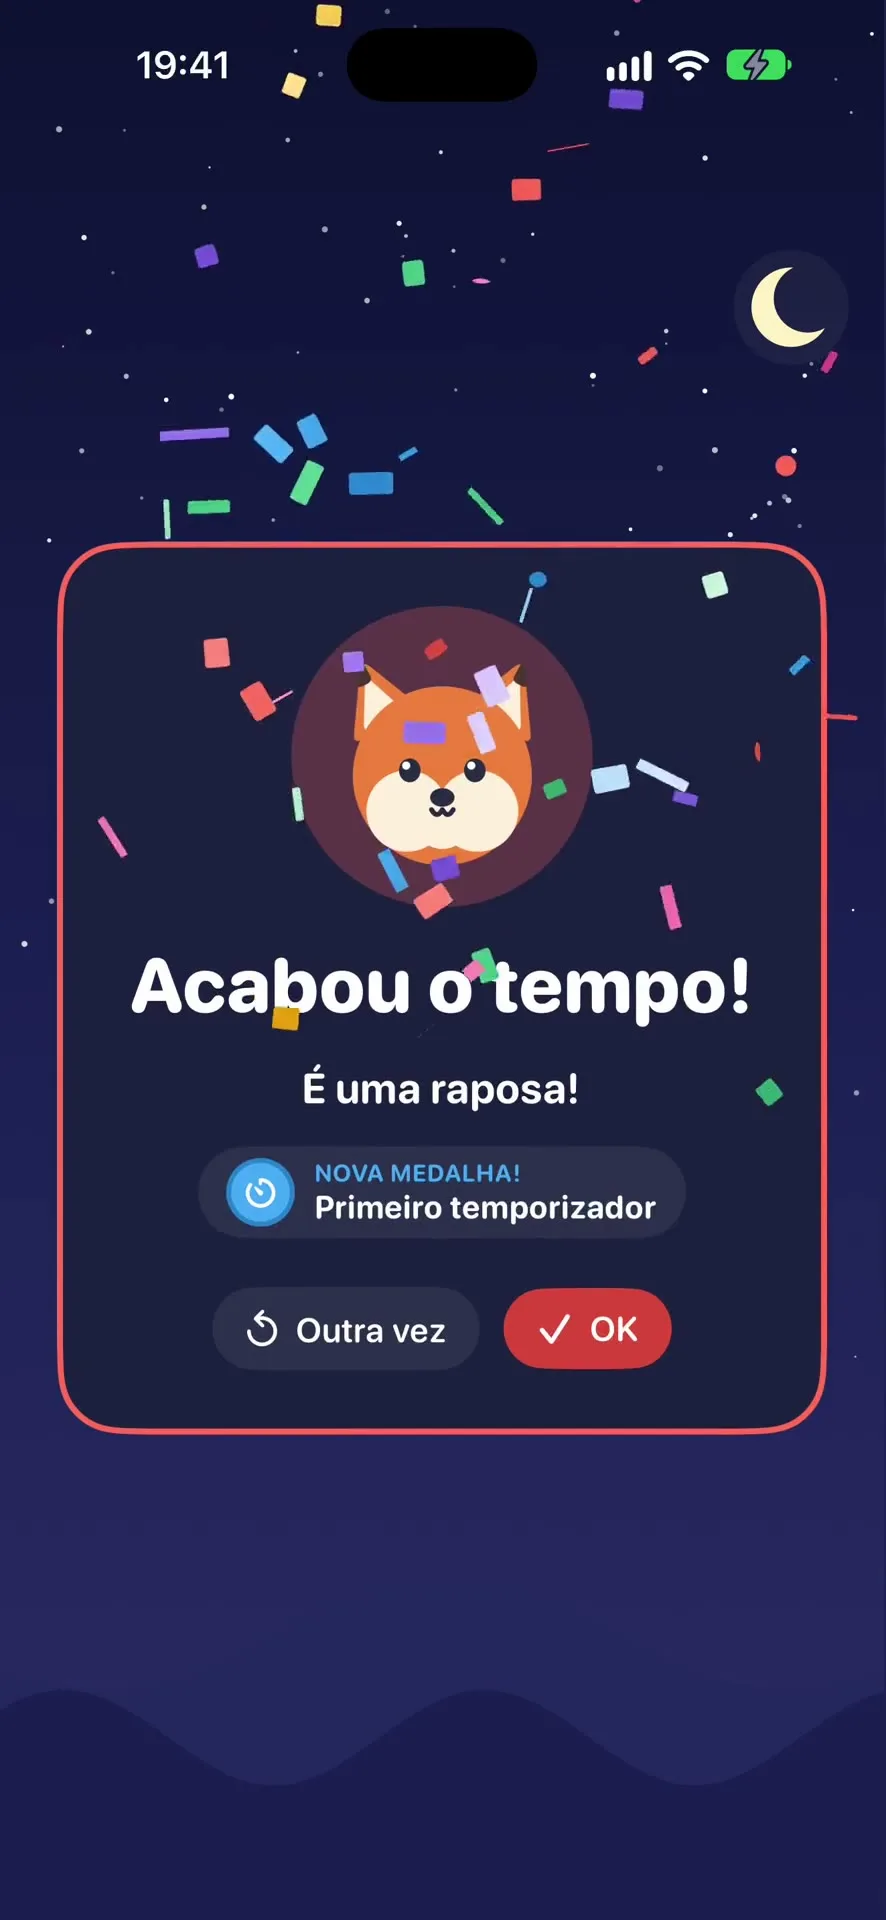 19:41
Acabou o tempo!
É uma raposa!
NOVA MEDALHA!
Primeiro temporizador
Outra vez
OK